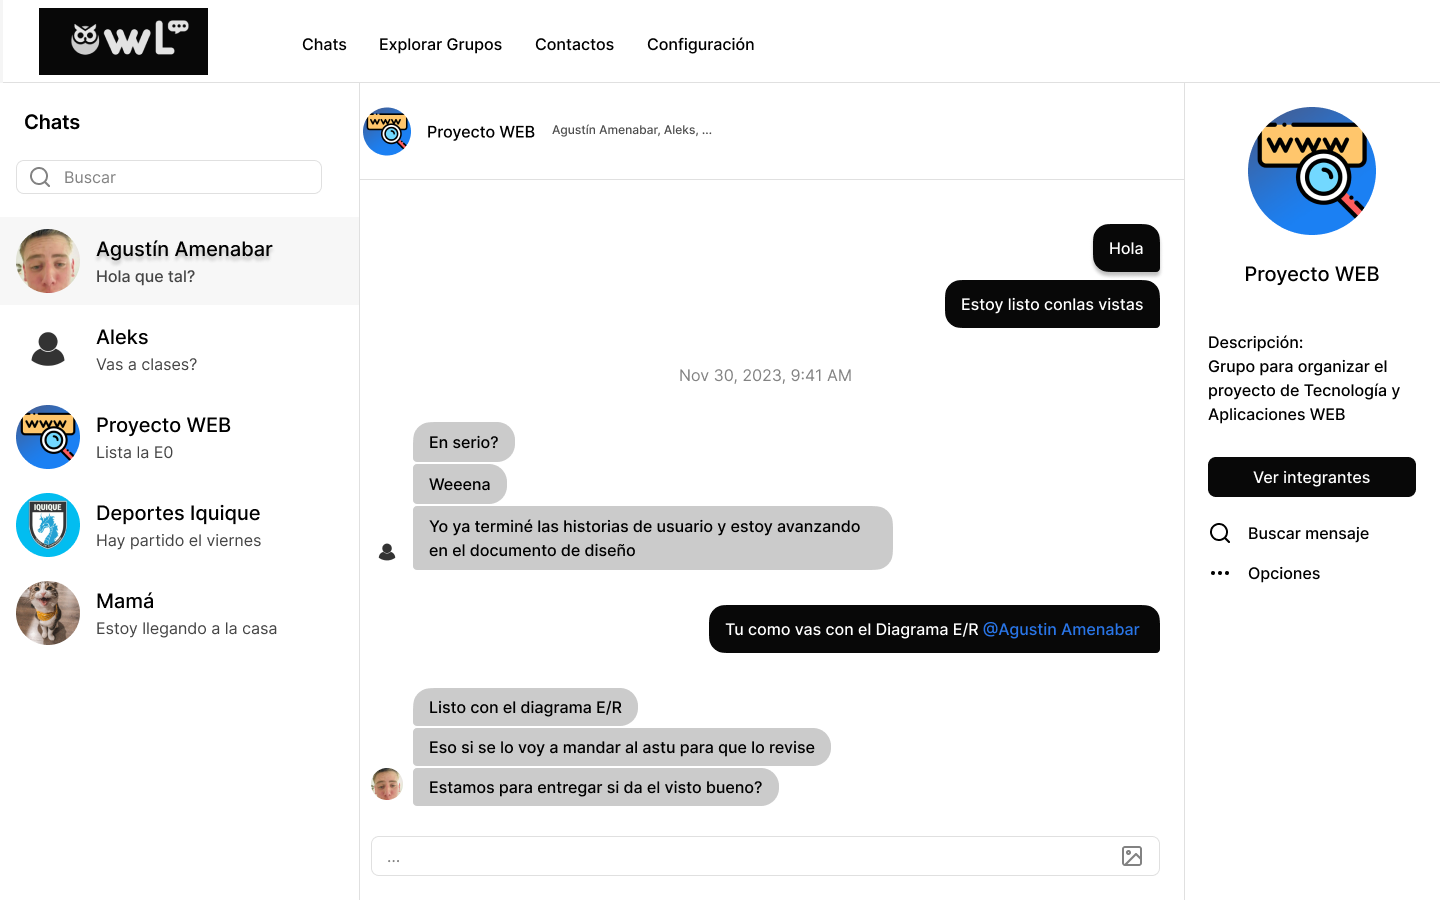 OWL
Chats
Explorar Grupos
Contactos
Configuración
Chats
Buscar
Agustín Amenabar
Hola que tal?
Aleks
Vas a clases?
WWW
Proyecto WEB
Lista la E0
IQUIQUE
Deportes Iquique
Hay partido el viernes
Mamá
Estoy llegando a la casa
WWW
Proyecto WEB
Agustín Amenabar, Aleks, ...
Hola
Estoy listo conlas vistas
Nov 30, 2023, 9:41 AM
En serio?
Weeena
Yo ya terminé las historias de usuario y estoy avanzando
en el documento de diseño
Tu como vas con el Diagrama E/R @Agustin Amenabar
Listo con el diagrama E/R
Eso si se lo voy a mandar al astu para que lo revise
Estamos para entregar si da el visto bueno?
...
WWW
Proyecto WEB
Descripción:
Grupo para organizar el
proyecto de Tecnología y
Aplicaciones WEB
Ver integrantes
Buscar mensaje
Opciones